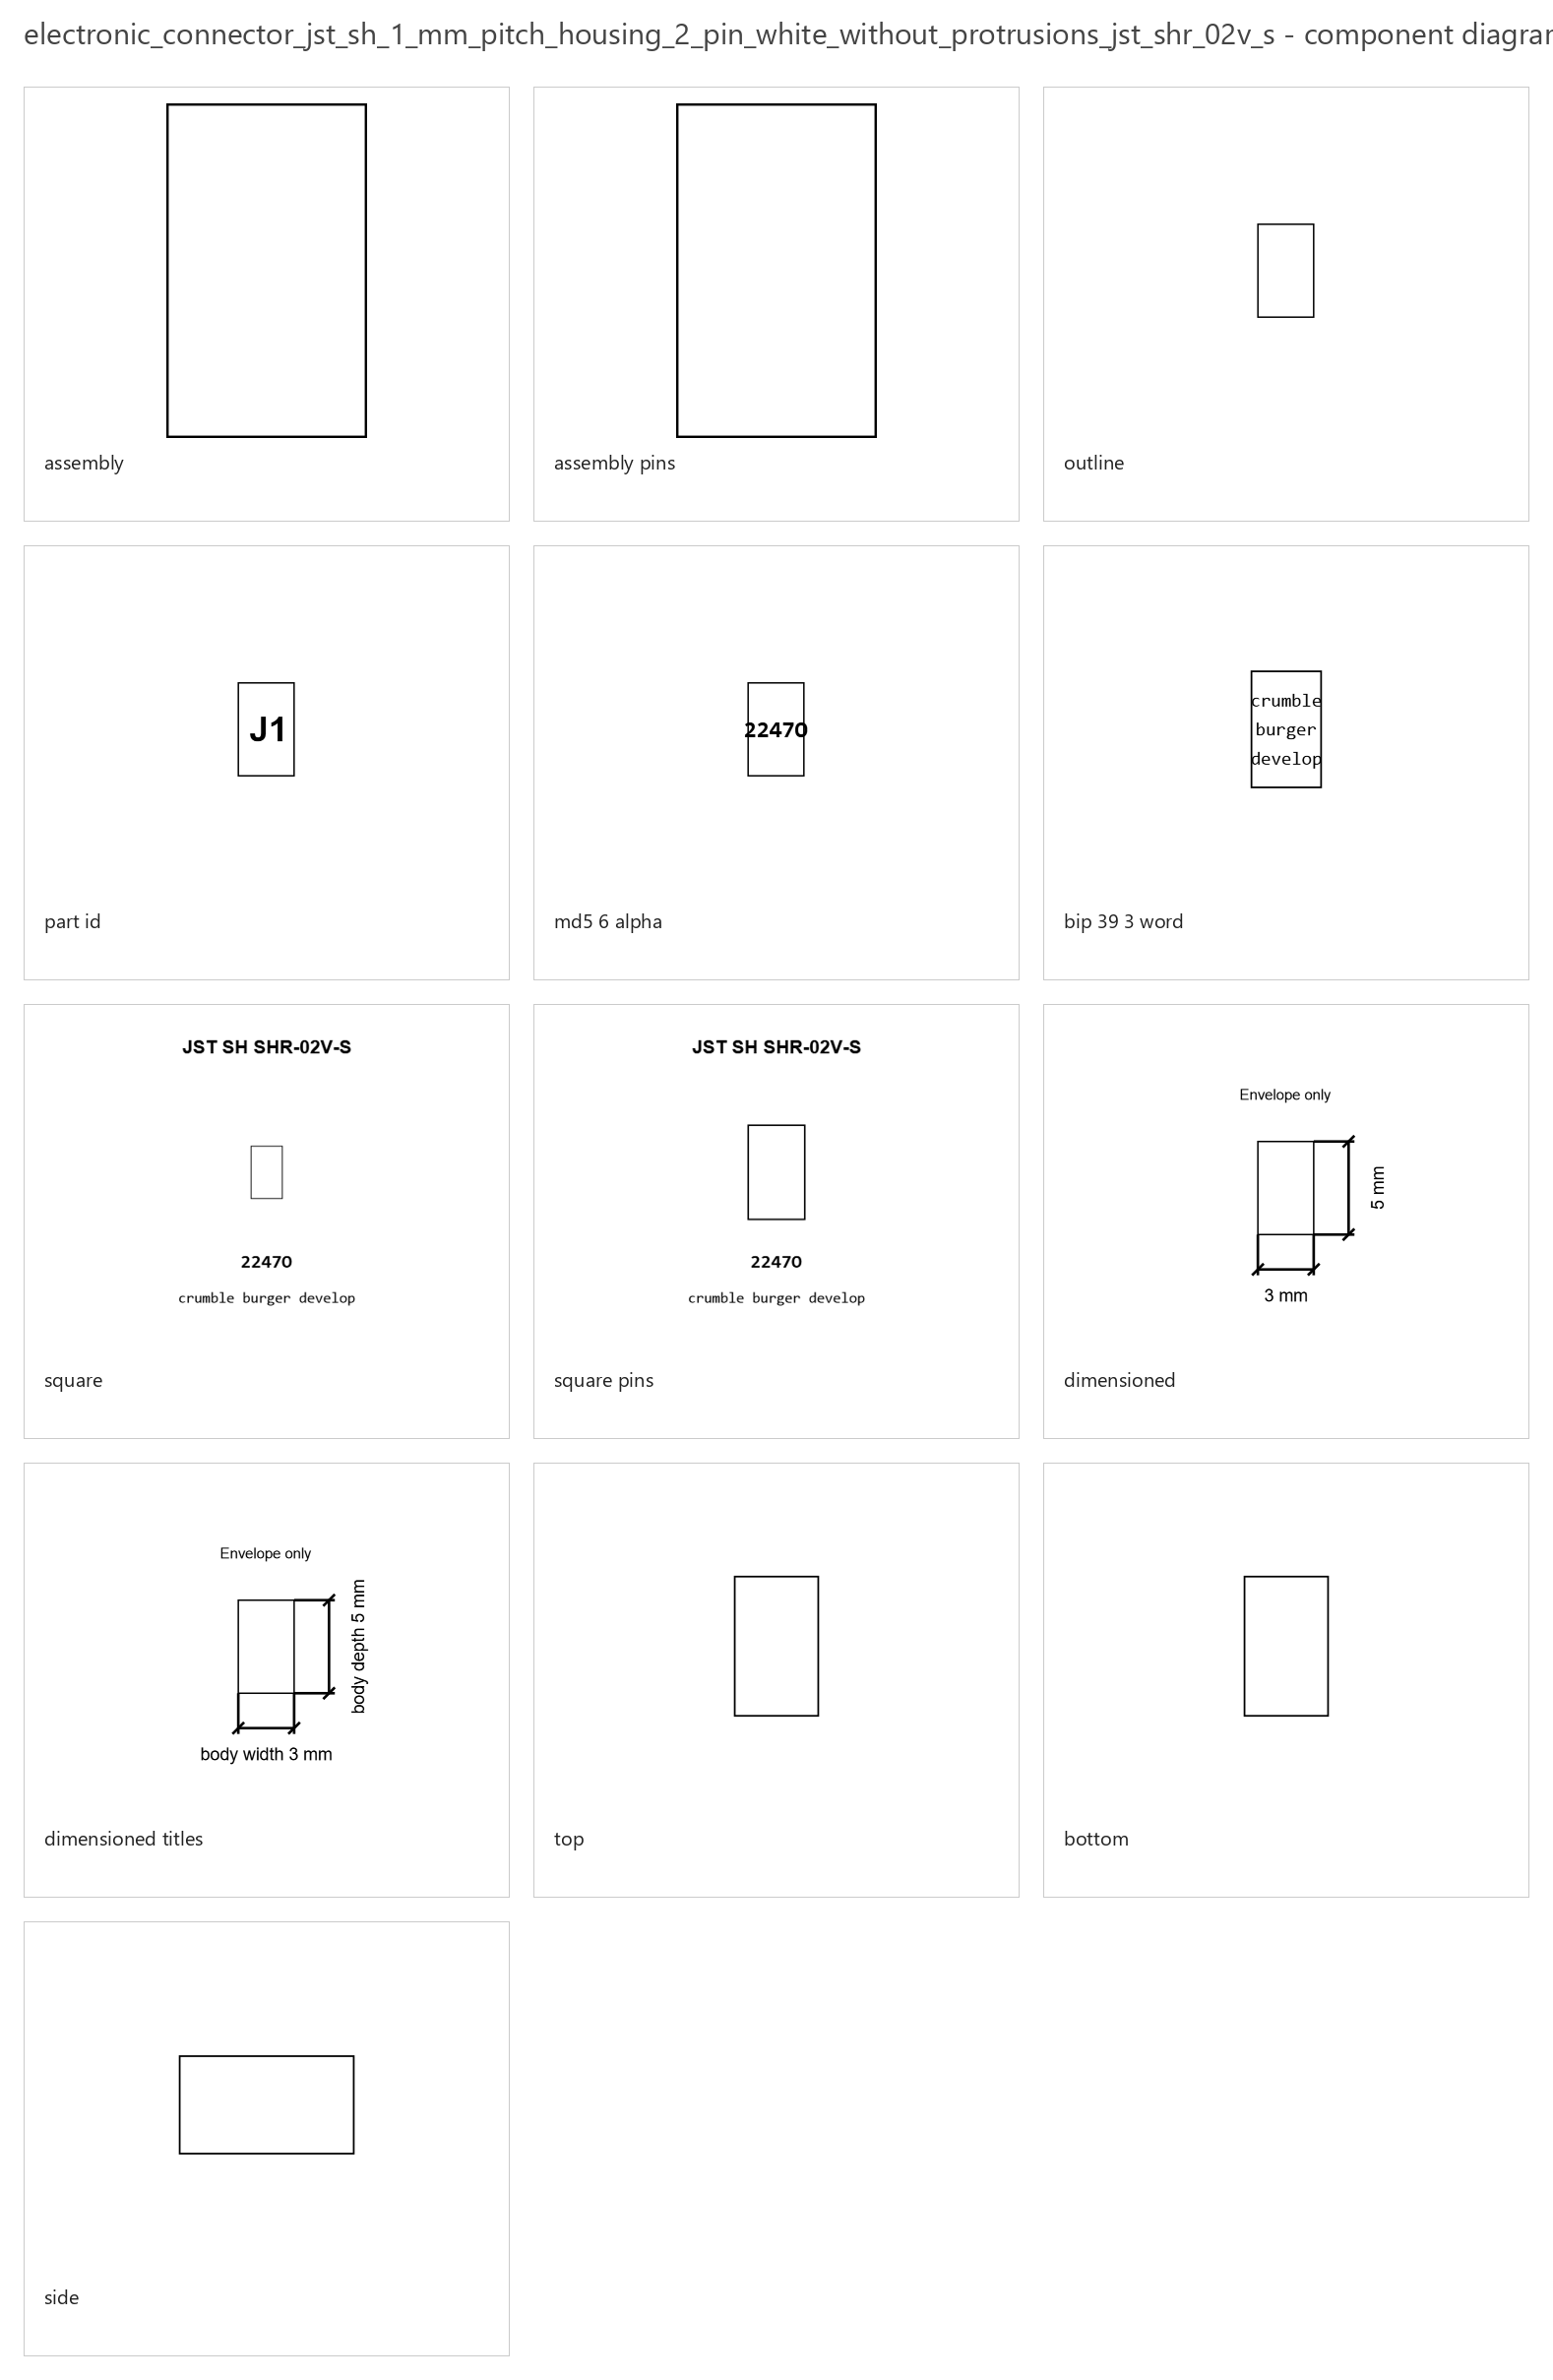 electronic_connector_jst_sh_1_mm_pitch_housing_2_pin_white_without_protrusions_jst_shr_02v_s - component diagram
assembly
assembly pins
outline
J1
part id
22470
md5 6 alpha
crumble
burger
develop
bip 39 3 word
JST SH SHR-02V-S
22470
crumble burger develop
square
JST SH SHR-02V-S
22470
crumble burger develop
square pins
Envelope only
5 mm
3 mm
dimensioned
Envelope only
body depth 5 mm
body width 3 mm
dimensioned titles
top
bottom
side